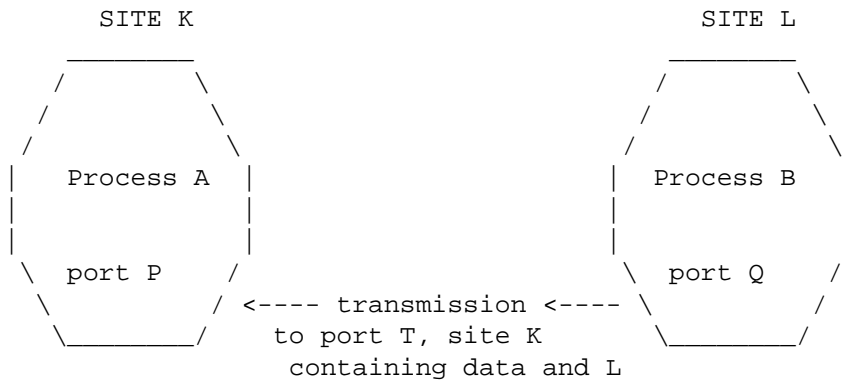 SITE K SITE L
Process A Process B
port P port Q
<---- transmission <----
to port T, site K
containing data and L